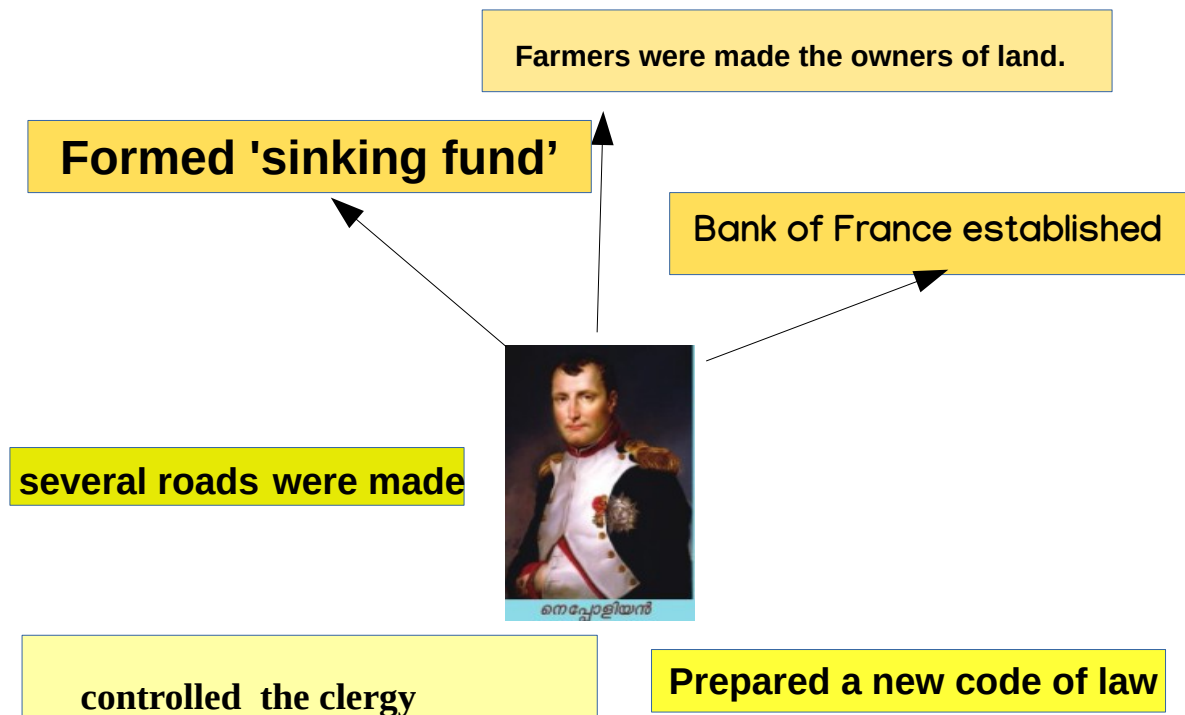 Farmers were made the owners of land.
Formed 'sinking fund’
Bank of France established
several roads were made
നെപ്പോളിയൻ
controlled the clergy
Prepared a new code of law